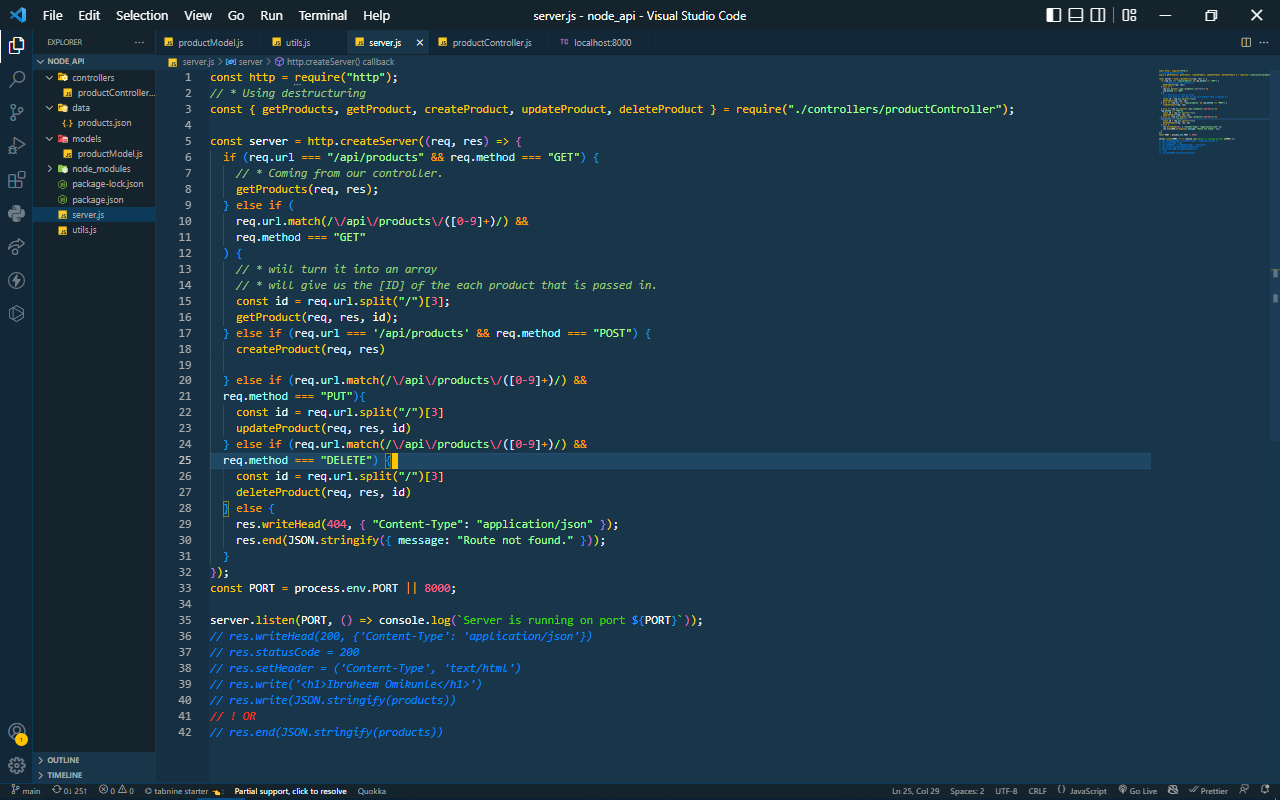 File Edit Selection View Go Run Terminal Help server.js - node_api - Visual Studio Code
EXPLORER ... productModel.js utils.js server.js productController.js TC localhost:8000
NODE API
controllers
productController...
data
products.json
models
productModel.js
node_modules
package-lock.json
package.json
server.js
utils.js
server.js > server > http.createServer() callback
1 const http = require("http");
2 // * Using destructuring
3 const { getProducts, getProduct, createProduct, updateProduct, deleteProduct } = require("./controllers/productController");
4
5 const server = http.createServer((req, res) => {
6 if (req.url === "/api/products" && req.method === "GET") {
7 // * Coming from our controller.
8 getProducts(req, res);
9 } else if (
10 req.url.match(/\/api\/products\/([0-9]+)/) &&
11 req.method === "GET"
12 ) {
13 // * wiil turn it into an array
14 // * will give us the [ID] of the each product that is passed in.
15 const id = req.url.split("/")[3];
16 getProduct(req, res, id);
17 } else if (req.url === '/api/products' && req.method === "POST") {
18 createProduct(req, res)
19
20 } else if (req.url.match(/\/api\/products\/([0-9]+)/) &&
21 req.method === "PUT"){
22 const id = req.url.split("/")[3]
23 updateProduct(req, res, id)
24 } else if (req.url.match(/\/api\/products\/([0-9]+)/) &&
25 req.method === "DELETE") {
26 const id = req.url.split("/")[3]
27 deleteProduct(req, res, id)
28 } else {
29 res.writeHead(404, { "Content-Type": "application/json" });
30 res.end(JSON.stringify({ message: "Route not found." }));
31 }
32 });
33 const PORT = process.env.PORT || 8000;
34
35 server.listen(PORT, () => console.log(`Server is running on port ${PORT}`));
36 // res.writeHead(200, {'Content-Type': 'application/json'})
37 // res.statusCode = 200
38 // res.setHeader = ('Content-Type', 'text/html')
39 // res.write('<h1>Ibraheem Omikunle</h1>')
40 // res.write(JSON.stringify(products))
41 // ! OR
42 // res.end(JSON.stringify(products))
1
OUTLINE
TIMELINE
main 0↓ 25↑ 0 0 tabnine starter Partial support, click to resolve Quokka Ln 25, Col 29 Spaces: 2 UTF-8 CRLF {} JavaScript Go Live Prettier